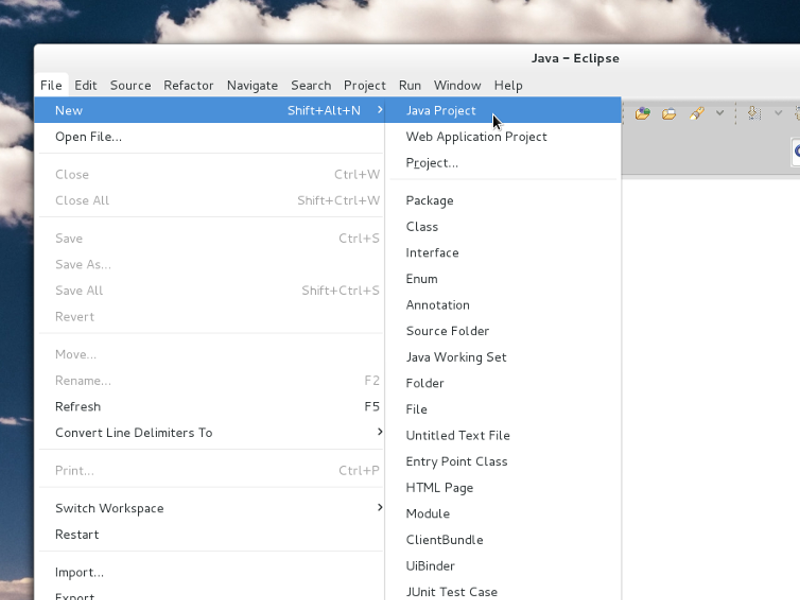 Java – Eclipse
File Edit Source Refactor Navigate Search Project Run Window Help
New Shift+Alt+N
Open File...
Close Ctrl+W
Close All Shift+Ctrl+W
Save Ctrl+S
Save As...
Save All Shift+Ctrl+S
Revert
Move...
Rename... F2
Refresh F5
Convert Line Delimiters To
Print... Ctrl+P
Switch Workspace
Restart
Import...
Export
Java Project
Web Application Project
Project...
Package
Class
Interface
Enum
Annotation
Source Folder
Java Working Set
Folder
File
Untitled Text File
Entry Point Class
HTML Page
Module
ClientBundle
UiBinder
JUnit Test Case